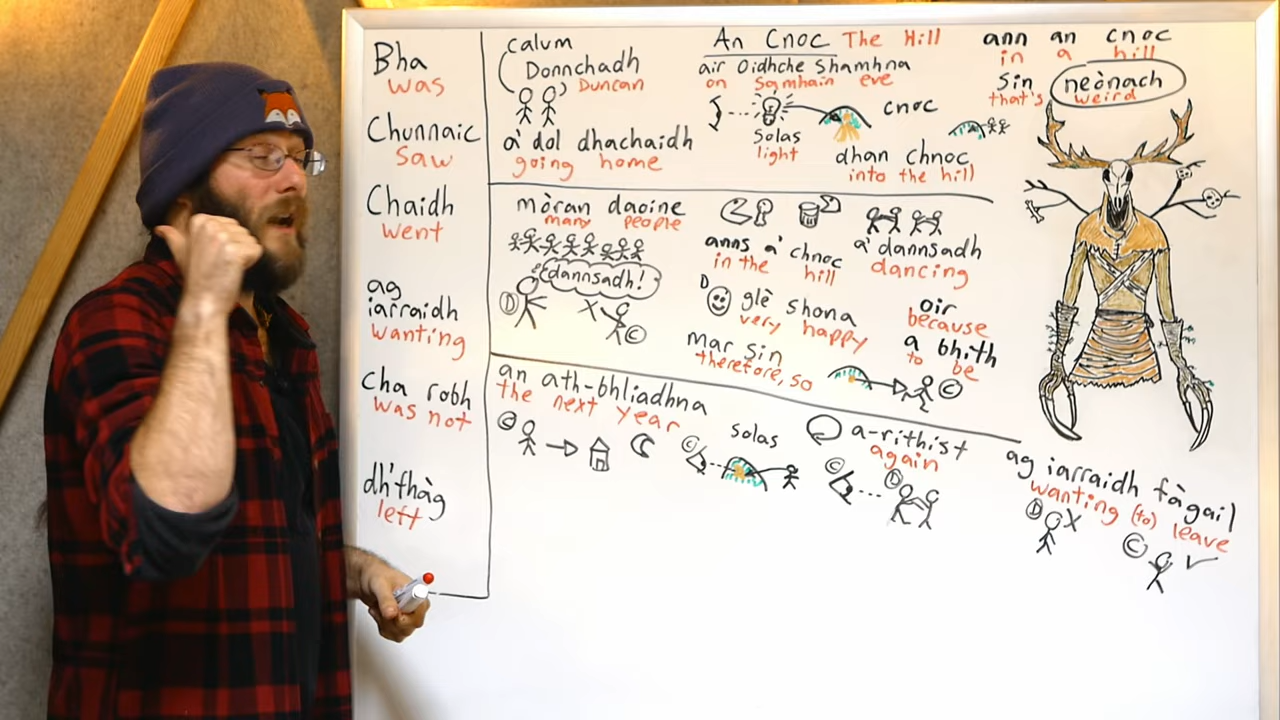 Bha
was
Chunnaic
saw
Chaidh
went
ag
iarraidh
wanting
cha robh
was not
dh'fhàg
left
calum
Donnchadh
Duncan
a' dol dhachaidh
going home
An Cnoc The Hill
air Oidhche Shamhna
on Samhain eve
solas
light
cnoc
dhan chnoc
into the hill
ann an cnoc
in a hill
Sin neònach
that's weird
mòran daoine
many people
dannsadh!
D
X
C
anns a' chnoc
in the hill
a' dannsadh
dancing
D
glè shona
very happy
oir
because
a bhith
to be
mar sin
therefore, so
C
an ath-bhliadhna
the next year
C
C
solas
a-rithist
again
C
D
ag iarraidh fàgail
wanting (to) leave
D X
C ✓